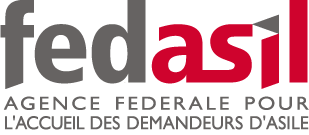 fedasil
AGENCE FEDERALE POUR
L'ACCUEIL DES DEMANDEURS D'ASILE